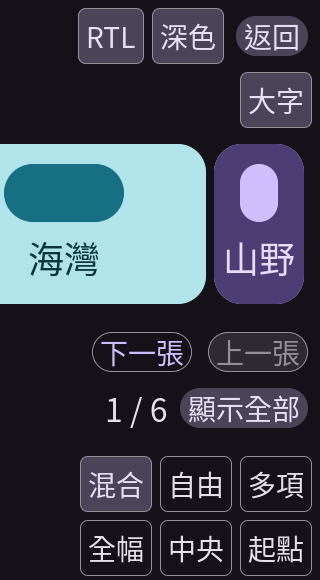 RTL 深色 返回
大字
海灣 山野
下一張 上一張
1 / 6 顯示全部
混合 自由 多項
全幅 中央 起點